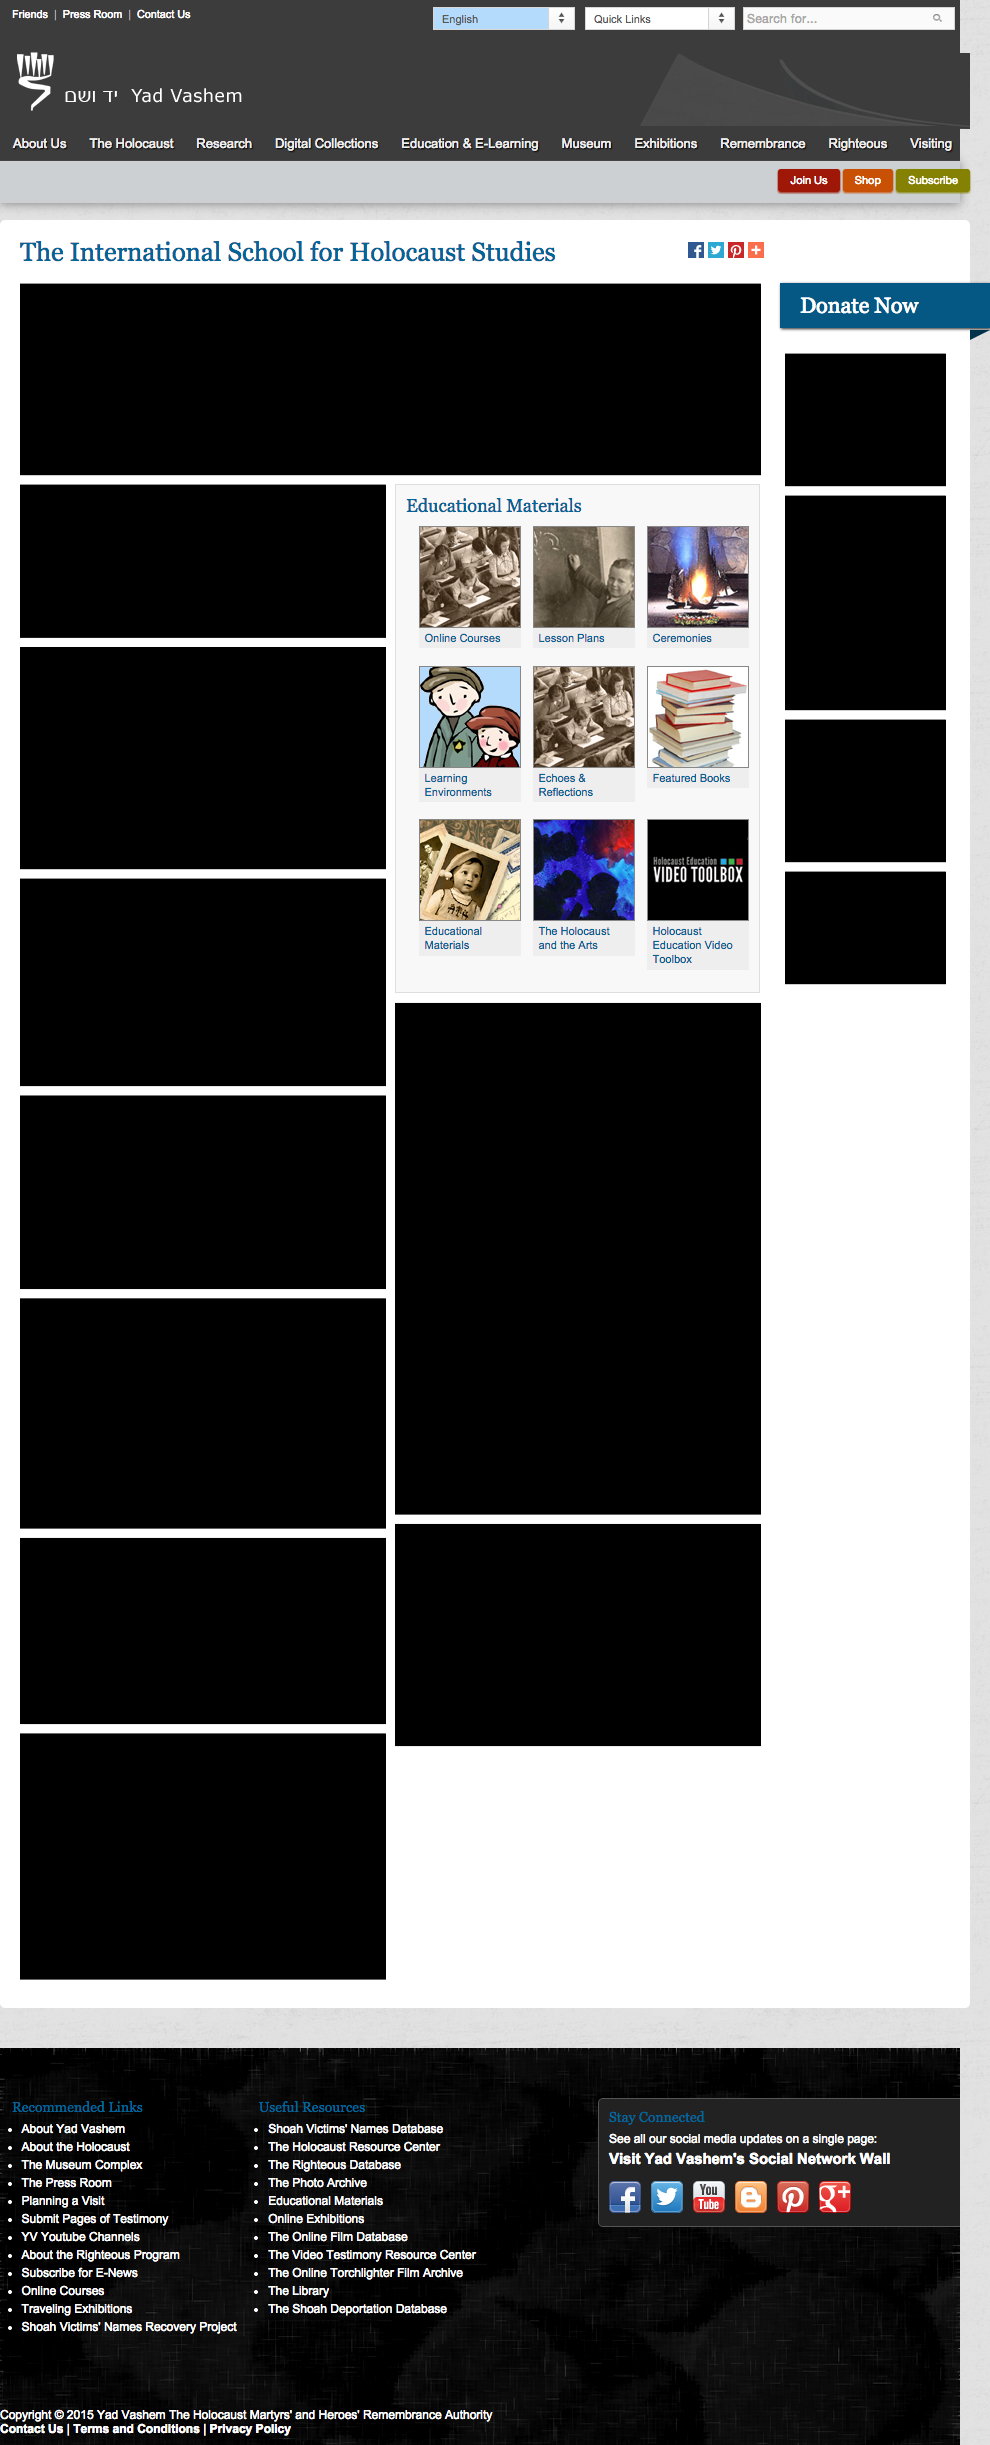 Friends | Press Room | Contact Us
English
Quick Links
Search for...
יד ושם Yad Vashem
About Us The Holocaust Research Digital Collections Education & E-Learning Museum Exhibitions Remembrance Righteous Visiting
Join Us Shop Subscribe
The International School for Holocaust Studies
Donate Now
Educational Materials
Online Courses
Lesson Plans
Ceremonies
Learning
Environments
Echoes &
Reflections
Featured Books
Holocaust Education
VIDEO TOOLBOX
Educational
Materials
The Holocaust
and the Arts
Holocaust
Education Video
Toolbox
Recommended Links
About Yad Vashem
About the Holocaust
The Museum Complex
The Press Room
Planning a Visit
Submit Pages of Testimony
YV Youtube Channels
About the Righteous Program
Subscribe for E-News
Online Courses
Traveling Exhibitions
Shoah Victims' Names Recovery Project
Useful Resources
Shoah Victims' Names Database
The Holocaust Resource Center
The Righteous Database
The Photo Archive
Educational Materials
Online Exhibitions
The Online Film Database
The Video Testimony Resource Center
The Online Torchlighter Film Archive
The Library
The Shoah Deportation Database
Stay Connected
See all our social media updates on a single page:
Visit Yad Vashem's Social Network Wall
You
Tube
Copyright © 2015 Yad Vashem The Holocaust Martyrs' and Heroes' Remembrance Authority
Contact Us | Terms and Conditions | Privacy Policy